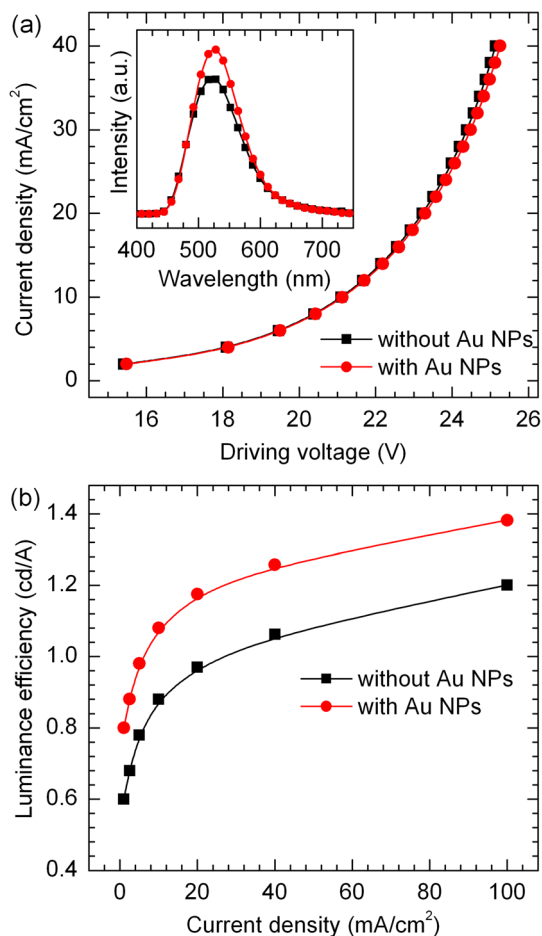 (a)
40
30
20
10
0
Current density (mA/cm²)
Intensity (a.u.)
400 500 600 700
Wavelength (nm)
without Au NPs
with Au NPs
16 18 20 22 24 26
Driving voltage (V)
(b)
1.4
1.2
1.0
0.8
0.6
0.4
Luminance efficiency (cd/A)
without Au NPs
with Au NPs
0 20 40 60 80 100
Current density (mA/cm²)